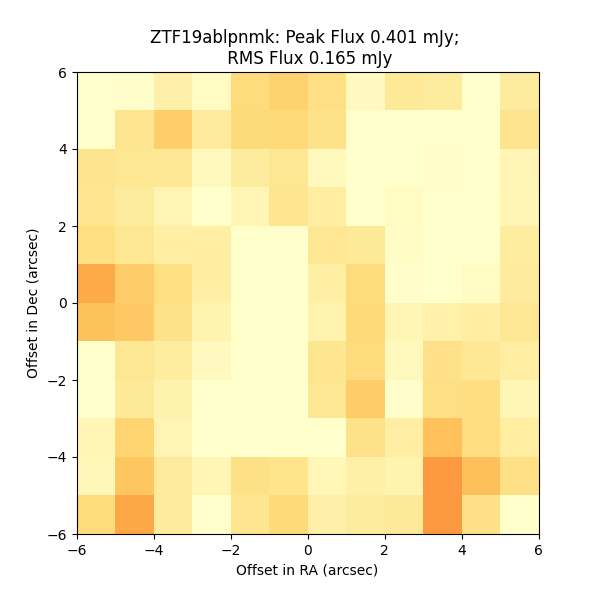 ZTF19ablpnmk: Peak Flux 0.401 mJy;
RMS Flux 0.165 mJy
6
4
2
0
−2
−4
−6
Offset in Dec (arcsec)
−6 −4 −2 0 2 4 6
Offset in RA (arcsec)